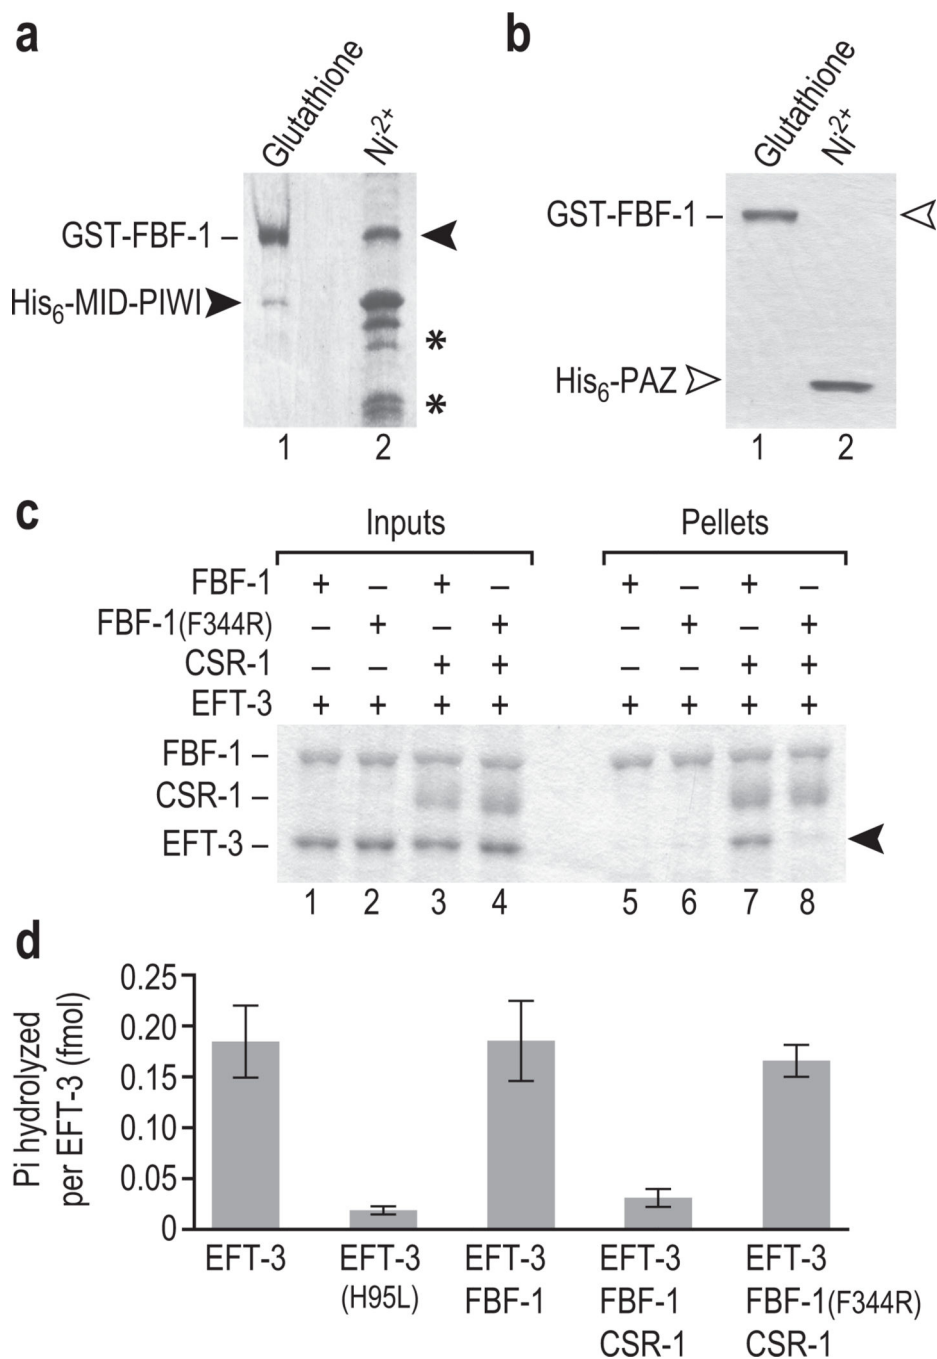 a
Glutathione Ni2+
GST-FBF-1 –
His6-MID-PIWI
*
*
1 2
b
Glutathione Ni2+
GST-FBF-1 –
His6-PAZ
1 2
c
Inputs Pellets
FBF-1 + – + – + – + –
FBF-1(F344R) – + – + – + – +
CSR-1 – – + + – – + +
EFT-3 + + + + + + + +
FBF-1 –
CSR-1 –
EFT-3 –
1 2 3 4 5 6 7 8
d
Pi hydrolyzed
per EFT-3 (fmol)
0.25
0.20
0.15
0.10
0.05
0
EFT-3 EFT-3 EFT-3 EFT-3 EFT-3
(H95L) FBF-1 FBF-1 FBF-1(F344R)
CSR-1 CSR-1